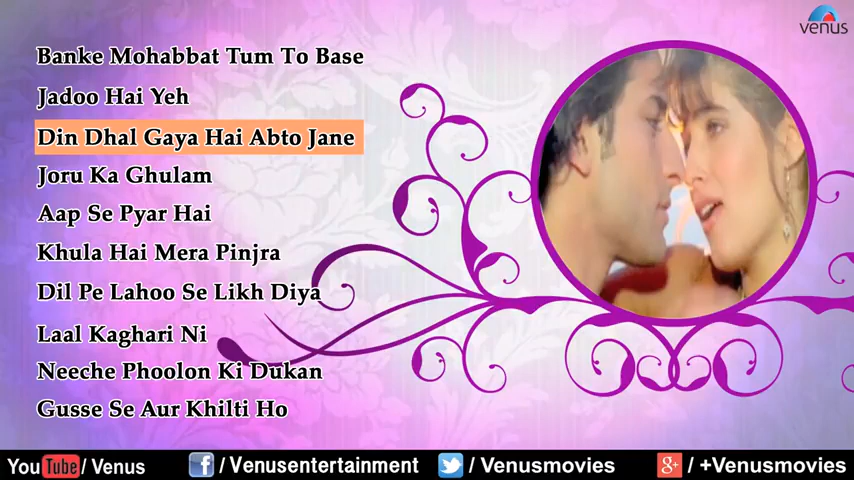 venus
Banke Mohabbat Tum To Base
Jadoo Hai Yeh
Din Dhal Gaya Hai Abto Jane
Joru Ka Ghulam
Aap Se Pyar Hai
Khula Hai Mera Pinjra
Dil Pe Lahoo Se Likh Diya
Laal Kaghari Ni
Neeche Phoolon Ki Dukan
Gusse Se Aur Khilti Ho
You Tube / Venus f / Venusentertainment / Venusmovies g+ / +Venusmovies